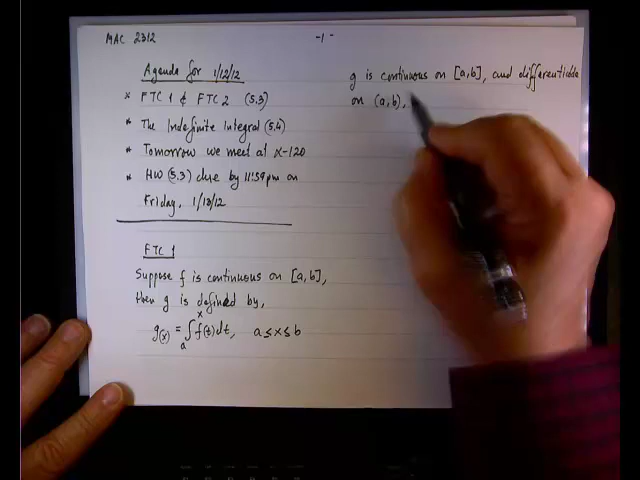 MAC 2312
-1-
Agenda for 1/12/12
* FTC 1 & FTC 2 (5.3)
* The Indefinite Integral (5.4)
* Tomorrow we meet at X-120
* HW (5.3) due by 11:59pm on
Friday, 1/13/12
FTC 1
Suppose f is continuous on [a,b],
then g is defined by,
g(x) = ∫ₐˣ f(t)dt, a ≤ x ≤ b
g is continuous on [a,b], and differentiable
on (a,b),